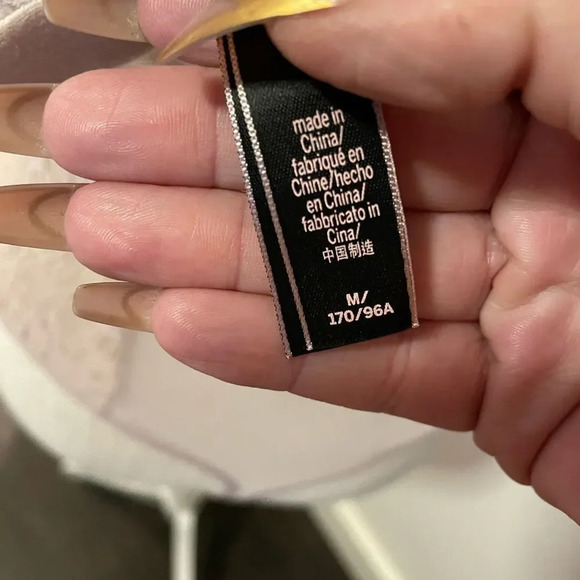 made in
China/
fabriqué en
Chine/hecho
en China/
fabbricato in
Cina/
中国制造
M/
170/96A